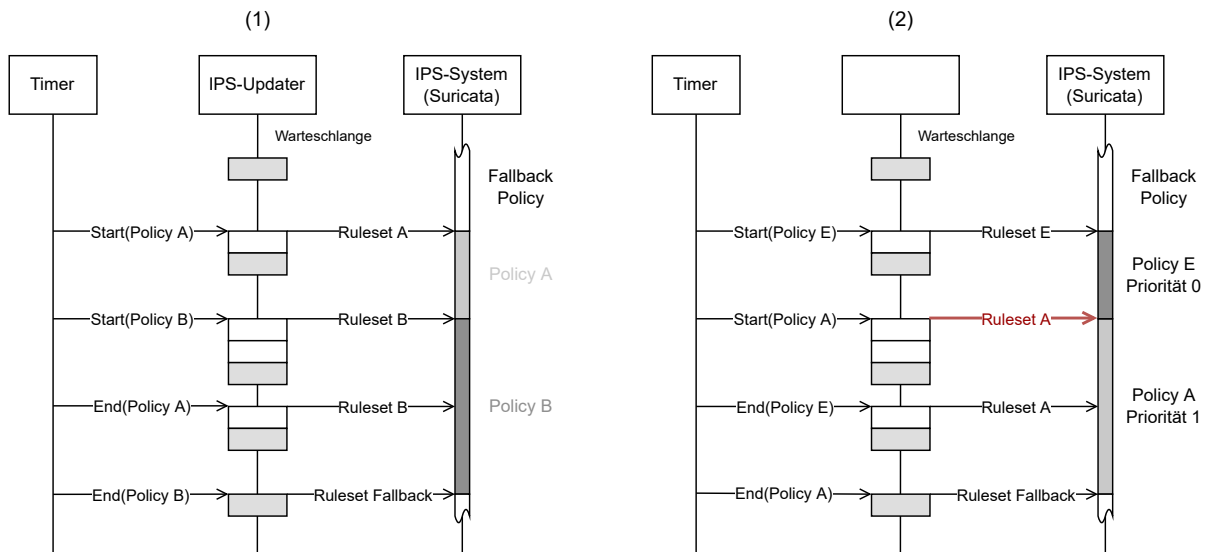 (1)
Timer
IPS-Updater
IPS-System
(Suricata)
Warteschlange
Fallback
Policy
Start(Policy A)
Ruleset A
Policy A
Start(Policy B)
Ruleset B
End(Policy A)
Ruleset B
Policy B
End(Policy B)
Ruleset Fallback
(2)
Timer
IPS-System
(Suricata)
Warteschlange
Fallback
Policy
Start(Policy E)
Ruleset E
Policy E
Priorität 0
Start(Policy A)
Ruleset A
End(Policy E)
Ruleset A
Policy A
Priorität 1
End(Policy A)
Ruleset Fallback